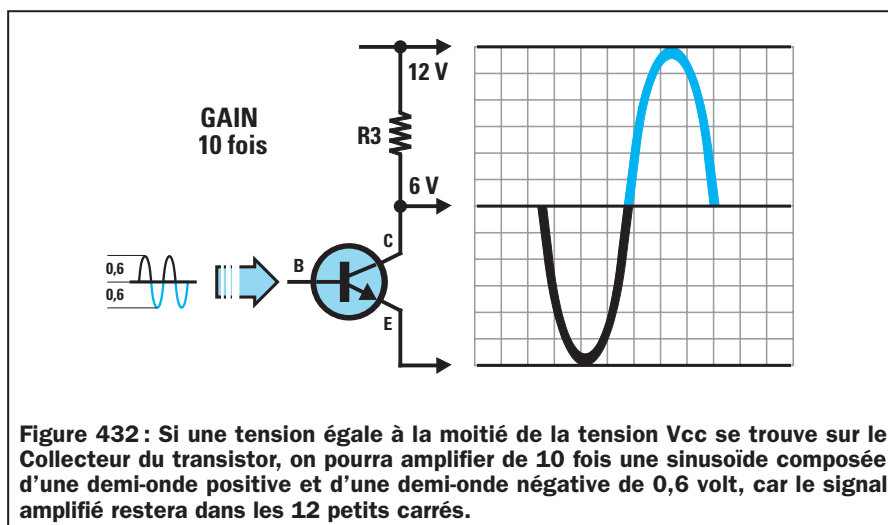 12 V
GAIN
10 fois
R3
6 V
C
B
0,6
0,6
E
Figure 432 : Si une tension égale à la moitié de la tension Vcc se trouve sur le
Collecteur du transistor, on pourra amplifier de 10 fois une sinusoïde composée
d'une demi-onde positive et d'une demi-onde négative de 0,6 volt, car le signal
amplifié restera dans les 12 petits carrés.